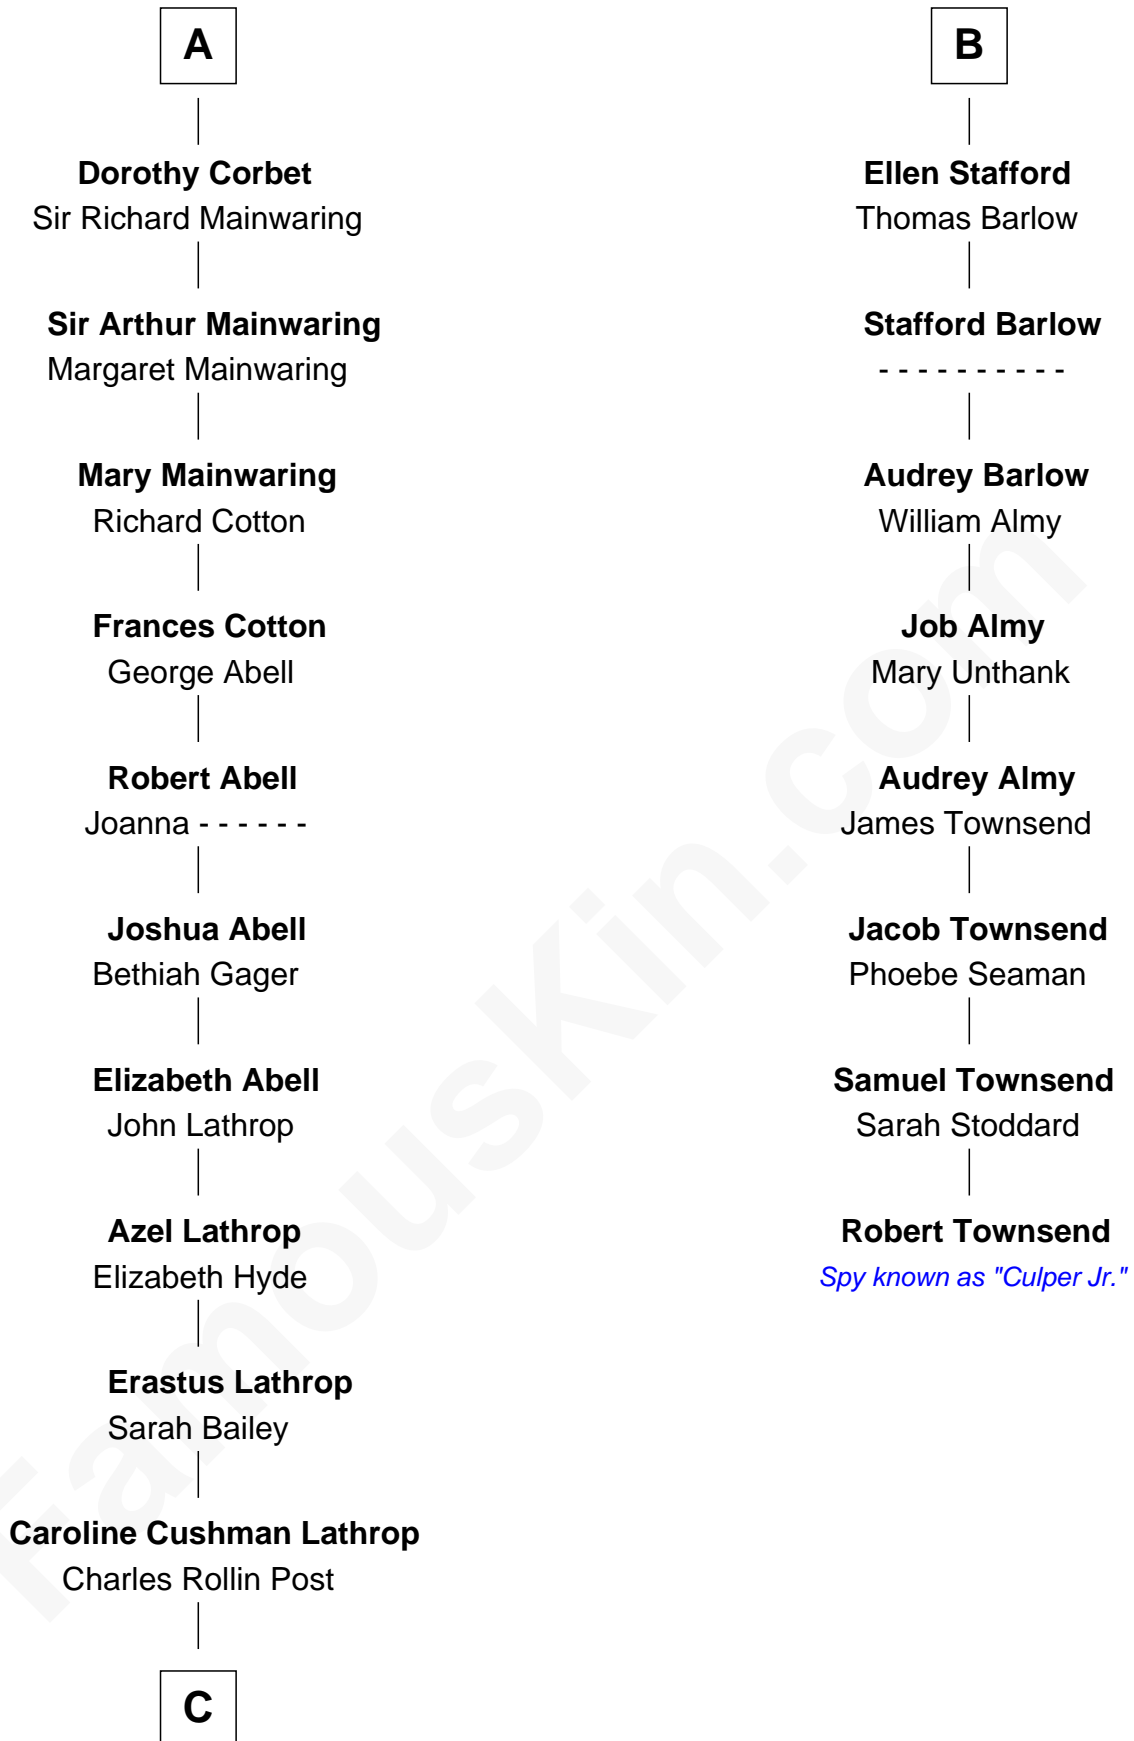 A
Dorothy Corbet
Sir Richard Mainwaring
Sir Arthur Mainwaring
Margaret Mainwaring
Mary Mainwaring
Richard Cotton
Frances Cotton
George Abell
Robert Abell
Joanna - - - - - -
Joshua Abell
Bethiah Gager
Elizabeth Abell
John Lathrop
Azel Lathrop
Elizabeth Hyde
Erastus Lathrop
Sarah Bailey
Caroline Cushman Lathrop
Charles Rollin Post
C
B
Ellen Stafford
Thomas Barlow
Stafford Barlow
- - - - - - - - - -
Audrey Barlow
William Almy
Job Almy
Mary Unthank
Audrey Almy
James Townsend
Jacob Townsend
Phoebe Seaman
Samuel Townsend
Sarah Stoddard
Robert Townsend
Spy known as "Culper Jr."
FamousKin.com